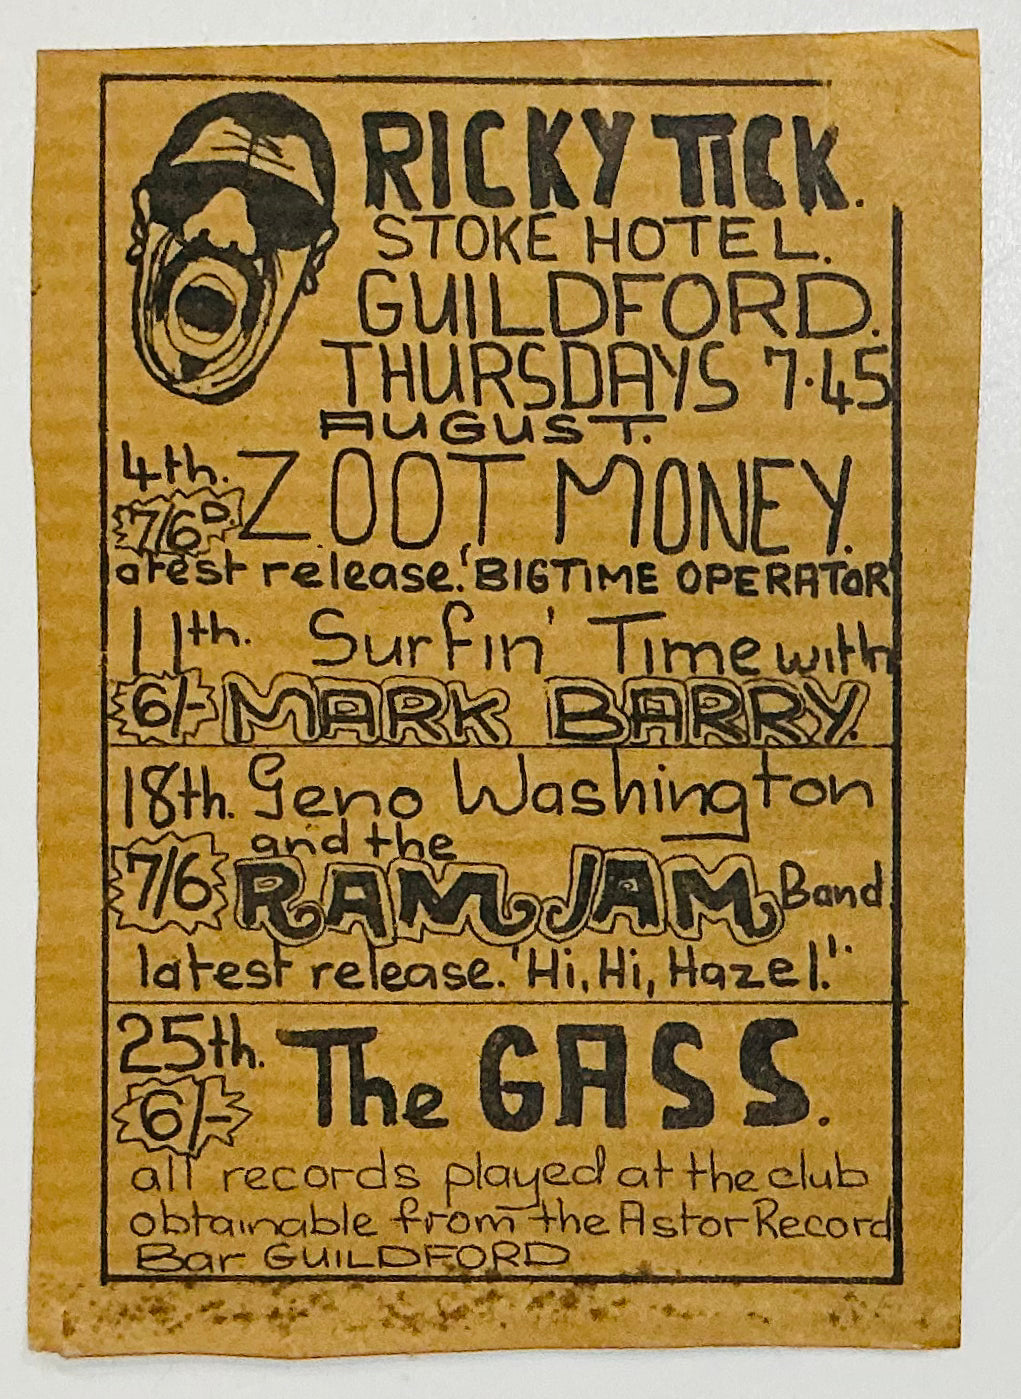 RICKY TICK.
STOKE HOTEL.
GUILDFORD.
THURSDAYS 7.45
AUGUST.
4th. ZOOT MONEY.
7/6D.
atest release. 'BIGTIME OPERATOR
11th. Surfin' Time with
6/- MARK BARRY.
18th. Geno Washington
and the
7/6 RAM JAM Band
latest release. 'Hi, Hi, Hazel.'
25th. The GASS.
6/-
all records played at the club
obtainable from the Astor Record
Bar GUILDFORD